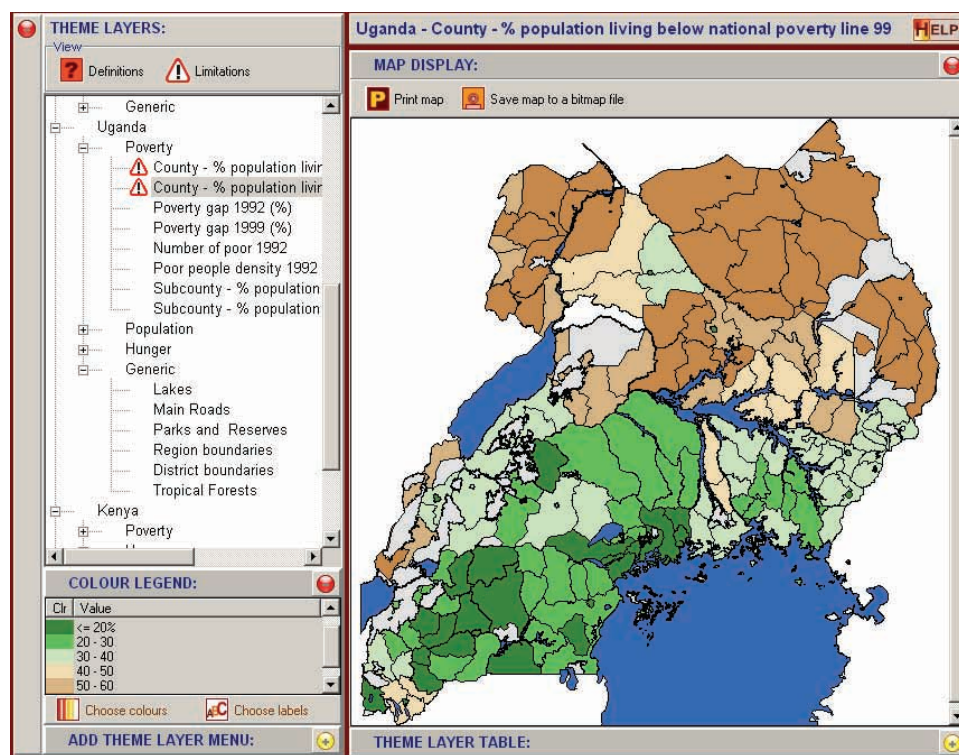 THEME LAYERS:
View
? Definitions ! Limitations
Generic
Uganda
Poverty
County - % population livin
County - % population livin
Poverty gap 1992 (%)
Poverty gap 1999 (%)
Number of poor 1992
Poor people density 1992
Subcounty - % population
Subcounty - % population
Population
Hunger
Generic
Lakes
Main Roads
Parks and Reserves
Region boundaries
District boundaries
Tropical Forests
Kenya
Poverty
COLOUR LEGEND:
Clr Value
<= 20%
20 - 30
30 - 40
40 - 50
50 - 60
Choose colours ABC Choose labels
ADD THEME LAYER MENU:
Uganda - County - % population living below national poverty line 99 HELP
MAP DISPLAY:
P Print map Save map to a bitmap file
THEME LAYER TABLE: